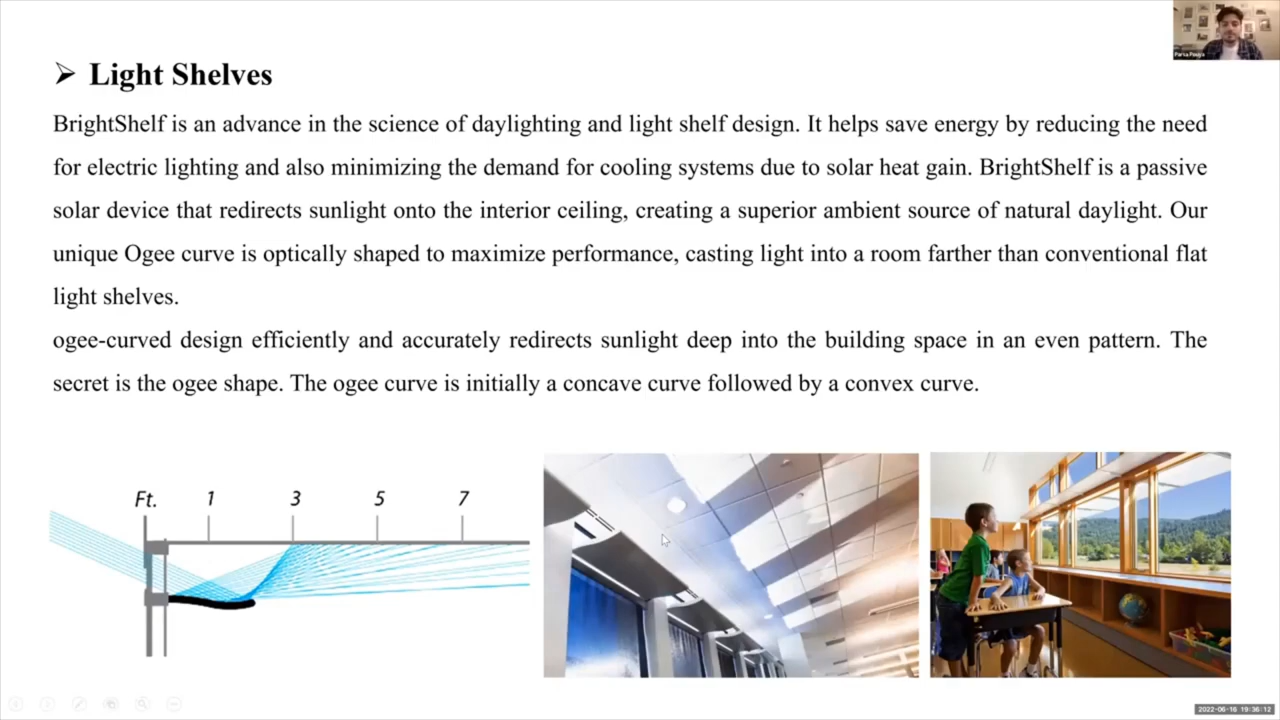 Light Shelves
BrightShelf is an advance in the science of daylighting and light shelf design. It helps save energy by reducing the need
for electric lighting and also minimizing the demand for cooling systems due to solar heat gain. BrightShelf is a passive
solar device that redirects sunlight onto the interior ceiling, creating a superior ambient source of natural daylight. Our
unique Ogee curve is optically shaped to maximize performance, casting light into a room farther than conventional flat
light shelves.
ogee-curved design efficiently and accurately redirects sunlight deep into the building space in an even pattern. The
secret is the ogee shape. The ogee curve is initially a concave curve followed by a convex curve.
Ft. 1 3 5 7
2022-06-16 19:36:12